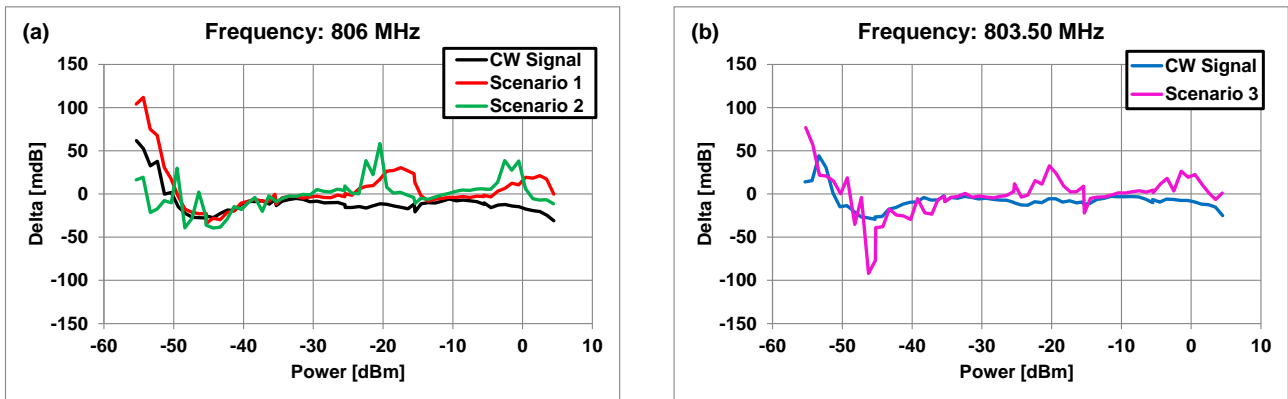 (a) Frequency: 806 MHz
CW Signal
Scenario 1
Scenario 2
150
100
50
0
-50
-100
-150
Delta [mdB]
-60 -50 -40 -30 -20 -10 0 10
Power [dBm]
(b) Frequency: 803.50 MHz
CW Signal
Scenario 3
150
100
50
0
-50
-100
-150
Delta [mdB]
-60 -50 -40 -30 -20 -10 0 10
Power [dBm]